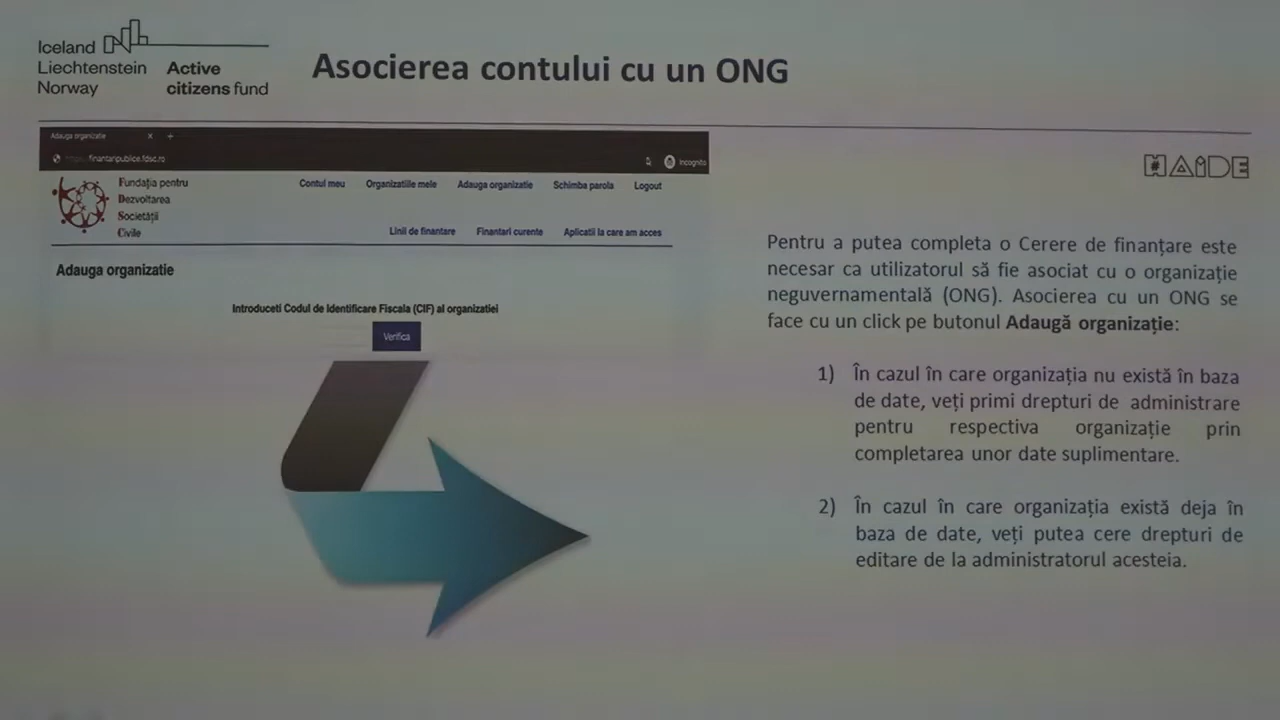 Iceland
Liechtenstein
Norway
Active
citizens fund
Asocierea contului cu un ONG
Adauga organizatie
finantaripublice.fdsc.ro
Incognito
Fundația pentru
Dezvoltarea
Societății
Civile
Contul meu Organizatiile mele Adauga organizatie Schimba parola Logout
Linii de finantare Finantari curente Aplicatii la care am acces
Adauga organizatie
Introduceti Codul de Identificare Fiscala (CIF) al organizatiei
Verifica
HAIDE
Pentru a putea completa o Cerere de finanțare este
necesar ca utilizatorul să fie asociat cu o organizație
neguvernamentală (ONG). Asocierea cu un ONG se
face cu un click pe butonul Adaugă organizație:
1) În cazul în care organizația nu există în baza
de date, veți primi drepturi de administrare
pentru respectiva organizație prin
completarea unor date suplimentare.
2) În cazul în care organizația există deja în
baza de date, veți putea cere drepturi de
editare de la administratorul acesteia.